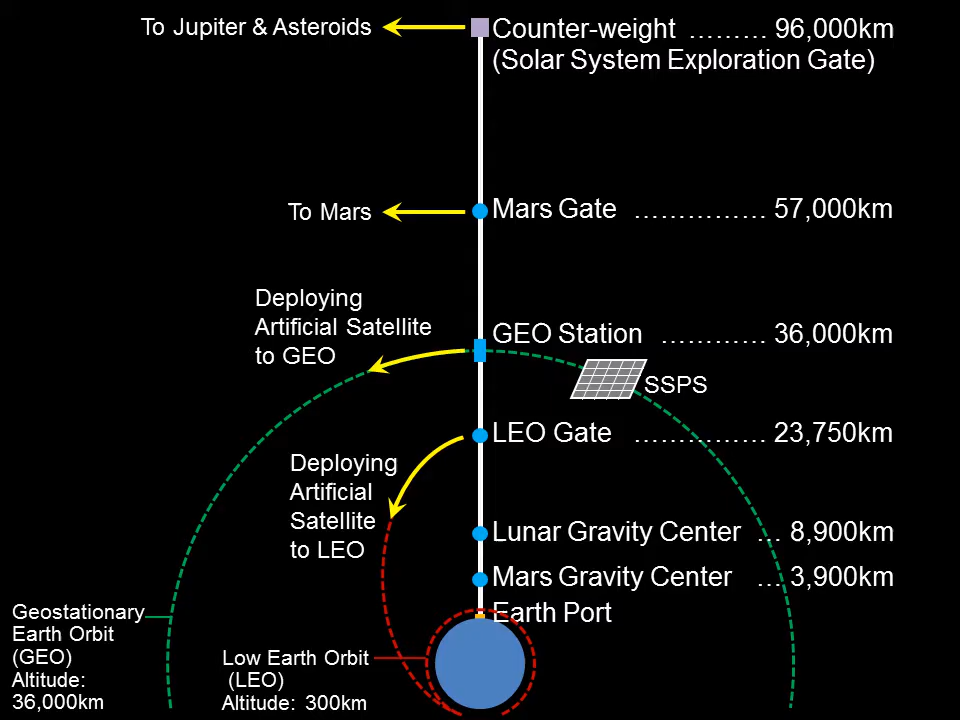 To Jupiter & Asteroids
Counter-weight ……… 96,000km
(Solar System Exploration Gate)
To Mars
Mars Gate …………… 57,000km
Deploying
Artificial Satellite
to GEO
GEO Station ………… 36,000km
SSPS
LEO Gate …………… 23,750km
Deploying
Artificial
Satellite
to LEO
Lunar Gravity Center … 8,900km
Mars Gravity Center … 3,900km
Earth Port
Geostationary
Earth Orbit
(GEO)
Altitude:
36,000km
Low Earth Orbit
(LEO)
Altitude: 300km